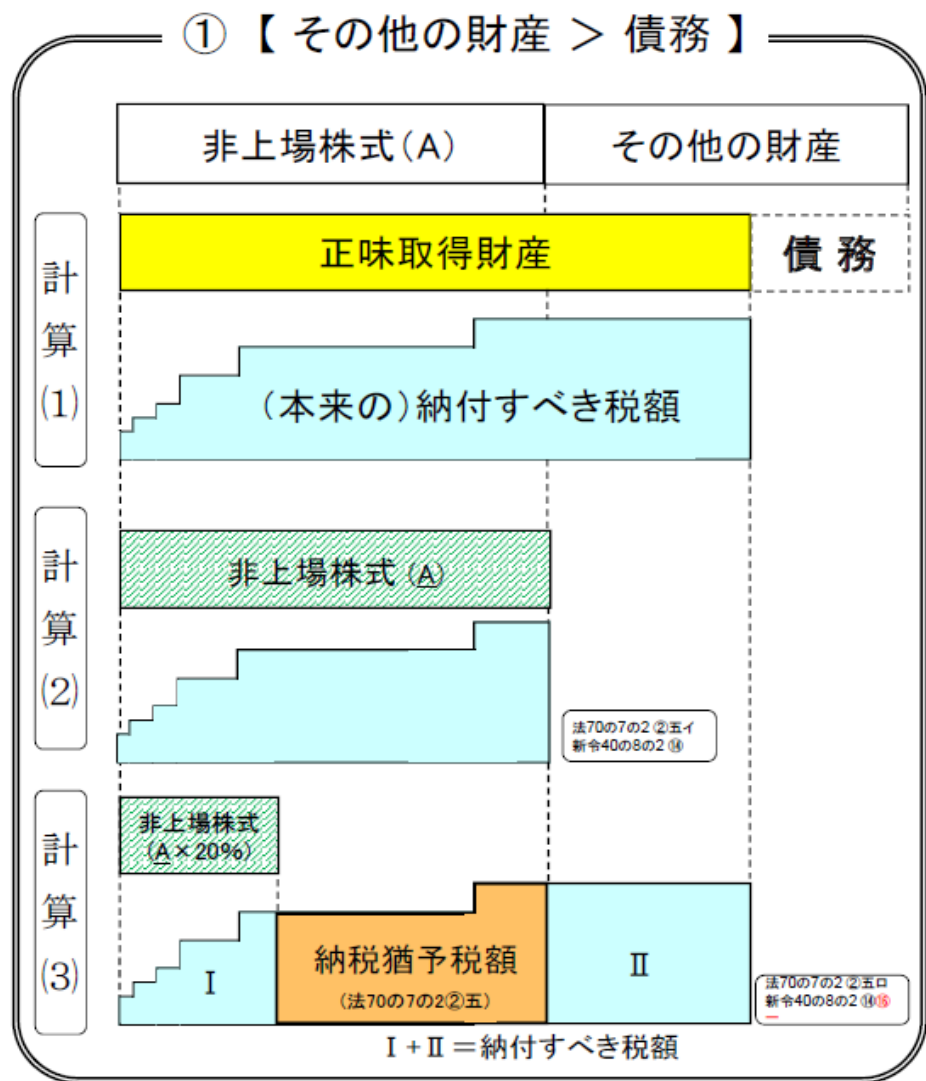 ① 【 その他の財産 > 債務 】
非上場株式(A)
その他の財産
計算(1)
正味取得財産
債務
(本来の)納付すべき税額
計算(2)
非上場株式(A)
法70の7の2 ②五イ
新令40の8の2 ⑭
計算(3)
非上場株式
(A×20%)
Ⅰ
納税猶予税額
(法70の7の2②五)
Ⅱ
法70の7の2 ②五ロ
新令40の8の2 ⑭⑯
Ⅰ+Ⅱ=納付すべき税額